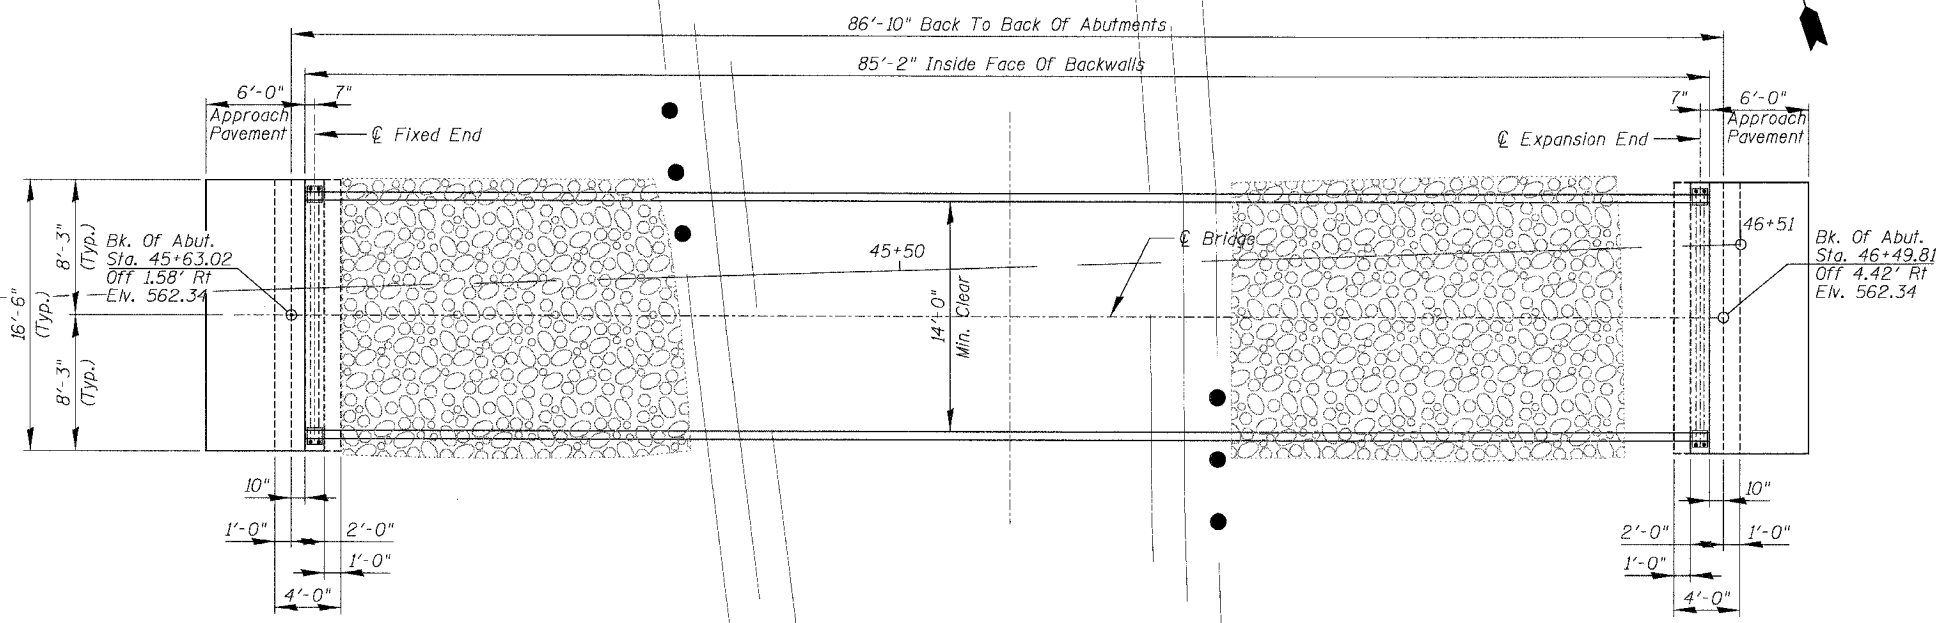 86'-10" Back To Back Of Abutments
85'-2" Inside Face Of Backwalls
6'-0"
7"
7"
6'-0"
Approach
Pavement
℄ Fixed End
℄ Expansion End
Approach
Pavement
8'-3"
(Typ.)
Bk. Of Abut.
Sta. 45+63.02
Off 1.58' Rt
Elv. 562.34
16'-6"
(Typ.)
8'-3"
(Typ.)
45+50
℄ Bridge
14'-0"
Min. Clear
46+51
Bk. Of Abut.
Sta. 46+49.81
Off 4.42' Rt
Elv. 562.34
10"
1'-0"
2'-0"
1'-0"
4'-0"
10"
2'-0"
1'-0"
1'-0"
4'-0"